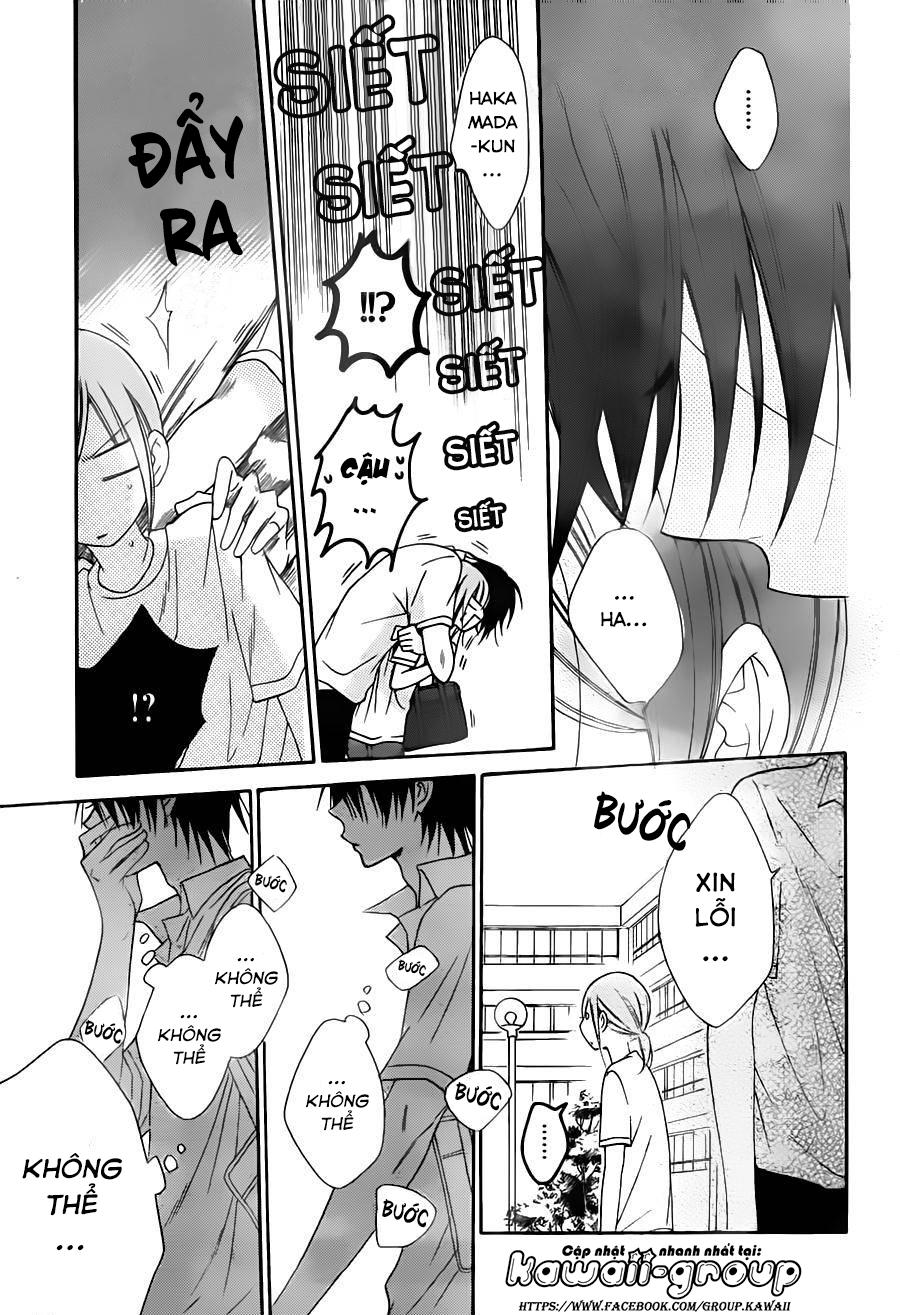 ......
HA...
HAKA
MADA
-KUN
...
SIẾT
SIẾT
SIẾT
SIẾT
SIẾT
SIẾT
!!?
CẬU
...
ĐẨY
RA
!?
BƯỚC
XIN
LỖI
...
......
BƯỚC
BƯỚC
BƯỚC
...
KHÔNG
THỂ
BƯỚC
BƯỚC
...
KHÔNG
THỂ
...
KHÔNG
THỂ
KHÔNG
THỂ
...
Cập nhật nhanh nhất tại:
kawaii-group
HTTPS://WWW.FACEBOOK.COM/GROUP.KAWAII